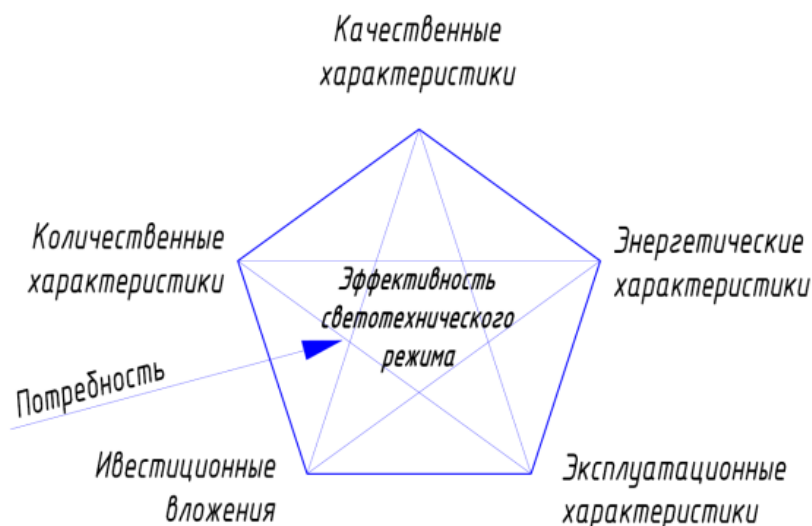 Качественные
характеристики
Количественные
характеристики
Энергетические
характеристики
Эффективность
светотехнического
режима
Потребность
Ивестиционные
вложения
Эксплуатационные
характеристики